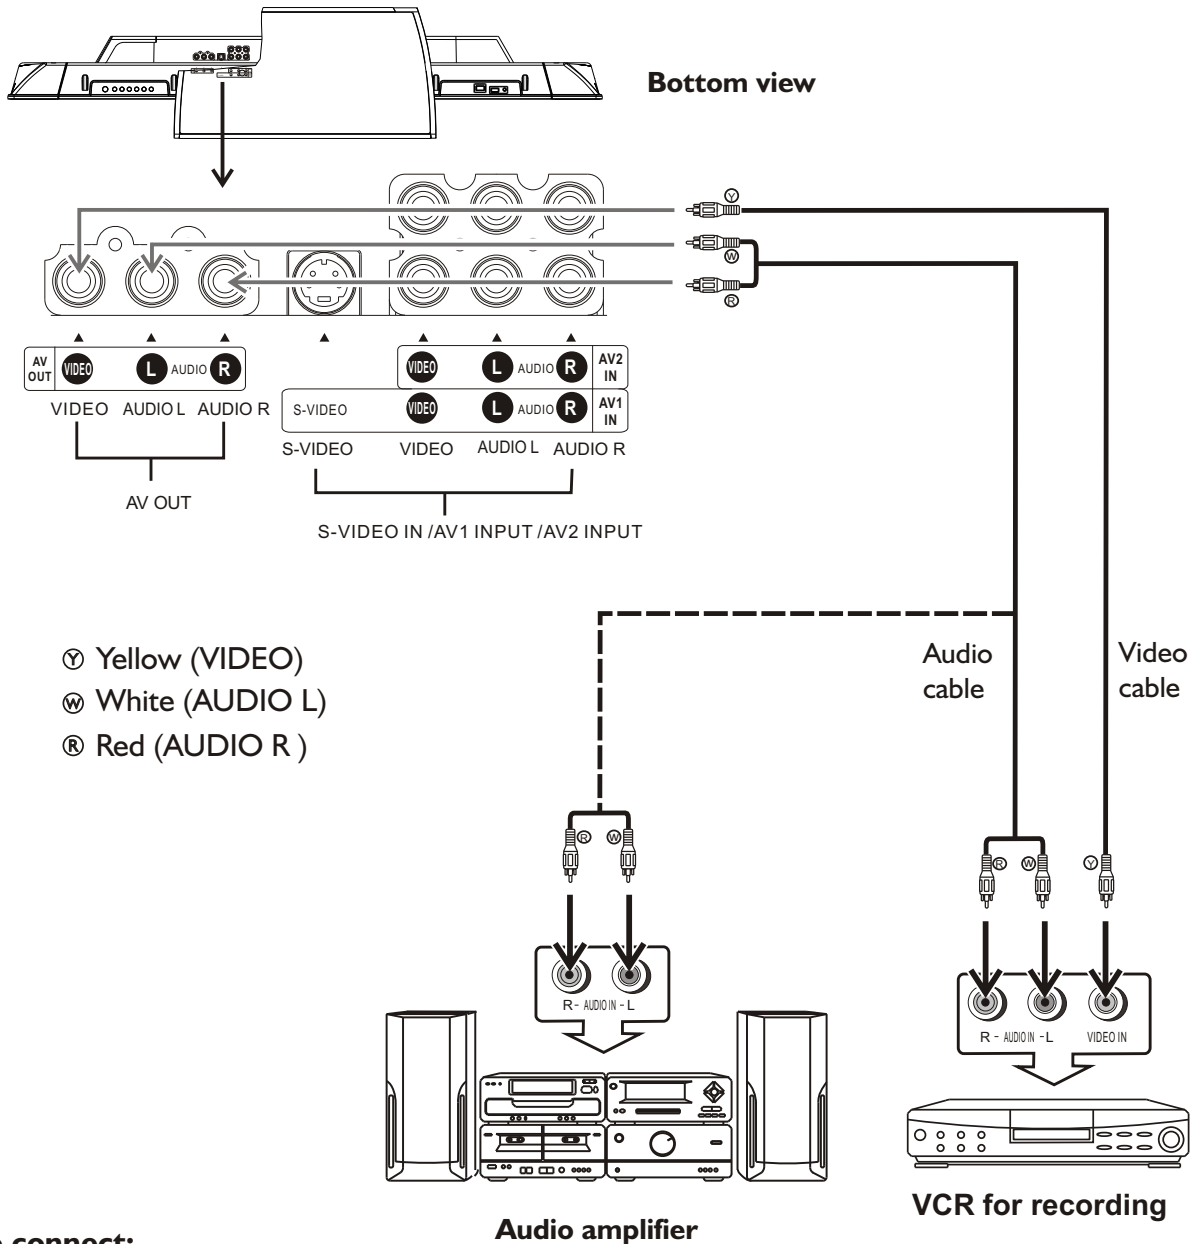 Bottom view
Y
W
R
AV OUT VIDEO L AUDIO R
VIDEO AUDIO L AUDIO R
AV OUT
VIDEO L AUDIO R AV2 IN
S-VIDEO VIDEO L AUDIO R AV1 IN
S-VIDEO VIDEO AUDIO L AUDIO R
S-VIDEO IN /AV1 INPUT /AV2 INPUT
Y Yellow (VIDEO)
W White (AUDIO L)
R Red (AUDIO R )
Audio cable
Video cable
R W
R W Y
R - AUDIO IN - L
R - AUDIO IN - L VIDEO IN
Audio amplifier
VCR for recording
connect: